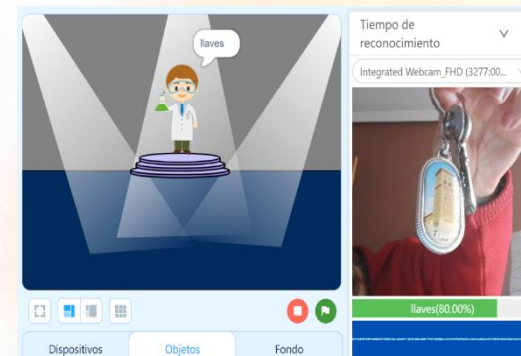 llaves
Tiempo de
reconocimiento
Integrated Webcam_FHD (3277:00...
llaves(80.00%)
Dispositivos
Objetos
Fondo